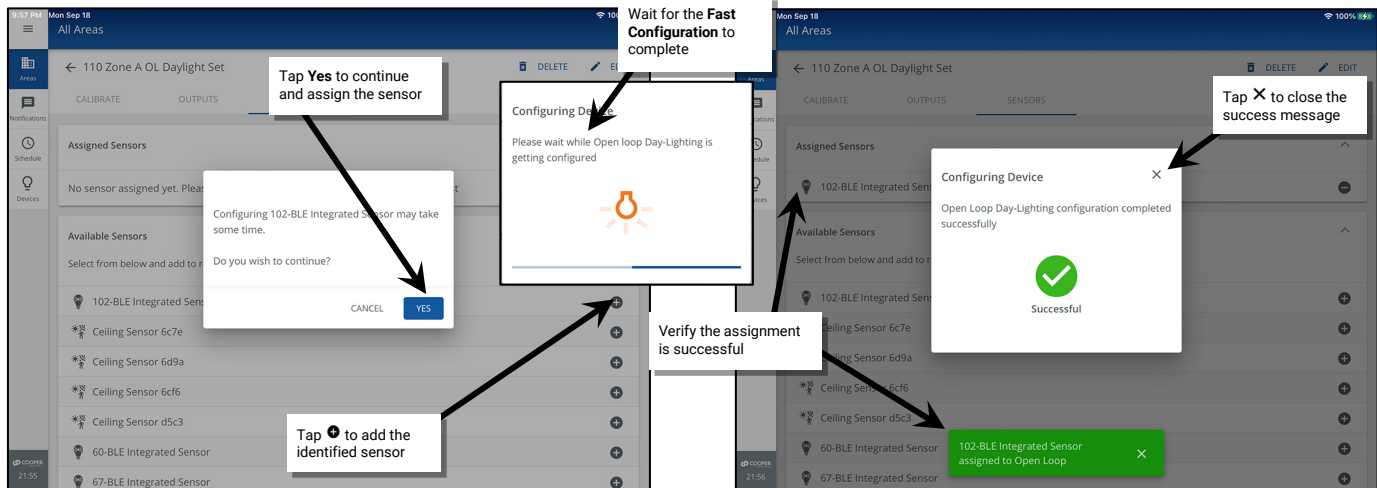 9:57 PM Mon Sep 18
100%
All Areas
Areas
Notifications
Schedule
Devices
COOPER
21:55
110 Zone A OL Daylight Set
DELETE
CALIBRATE OUTPUTS
Assigned Sensors
No sensor assigned yet.
Available Sensors
Select from below and add to
102-BLE Integrated
Ceiling Sensor 6c7e
Ceiling Sensor 6d9a
Ceiling Sensor 6cf6
Ceiling Sensor d5c3
60-BLE Integrated Sensor
67-BLE Integrated Sensor
Tap Yes to continue
and assign the sensor
Configuring 102-BLE Integrated Sensor may take
some time.
Do you wish to continue?
CANCEL YES
Tap + to add the
identified sensor
Wait for the Fast
Configuration to
complete
Configuring Device
Please wait while Open loop Day-Lighting is
getting configured
Verify the assignment
is successful
Mon Sep 18
100%
All Areas
Areas
21:56
COOPER
110 Zone A OL Daylight Set
DELETE EDIT
CALIBRATE OUTPUTS SENSORS
Assigned Sensors
102-BLE Integrated
Available Sensors
Select from below and add to
102-BLE Integrated
Ceiling Sensor 6c7e
Ceiling Sensor 6d9a
Ceiling Sensor 6cf6
Ceiling Sensor d5c3
60-BLE Integrated Sensor
67-BLE Integrated Sensor
Tap × to close the
success message
Configuring Device
Open Loop Day-Lighting configuration completed
successfully
Successful
102-BLE Integrated Sensor
assigned to Open Loop